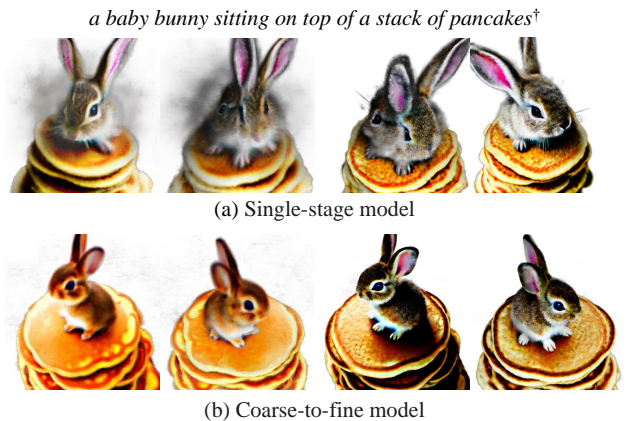 a baby bunny sitting on top of a stack of pancakes†
(a) Single-stage model
(b) Coarse-to-fine model